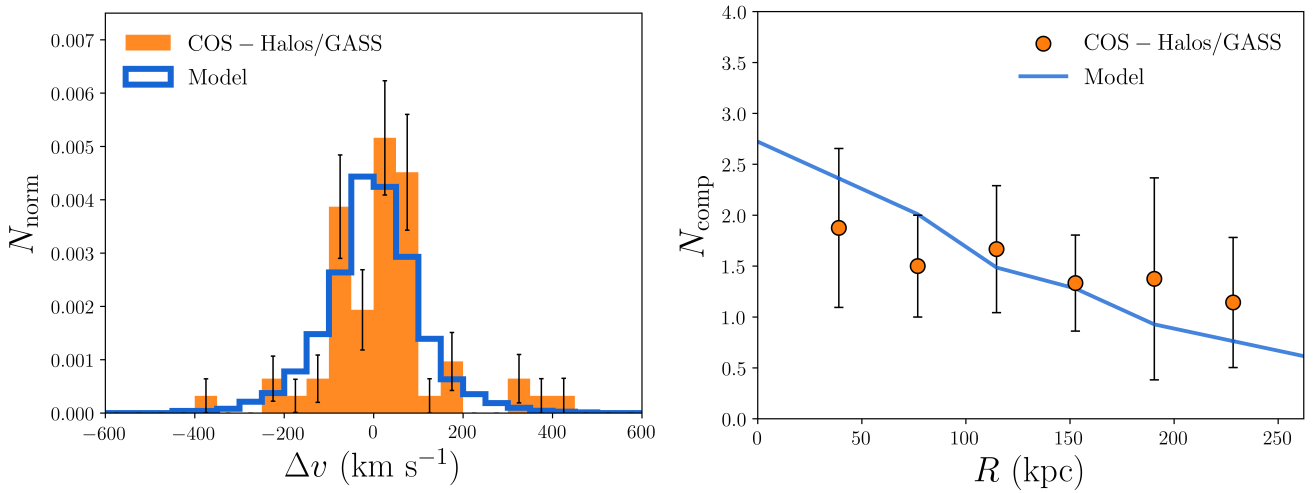 0.007
0.006
0.005
0.004
0.003
0.002
0.001
0.000
N_norm
COS − Halos/GASS
Model
−600 −400 −200 0 200 400 600
Δv (km s⁻¹)
4.0
3.5
3.0
2.5
2.0
1.5
1.0
0.5
0.0
N_comp
COS − Halos/GASS
Model
0 50 100 150 200 250
R (kpc)